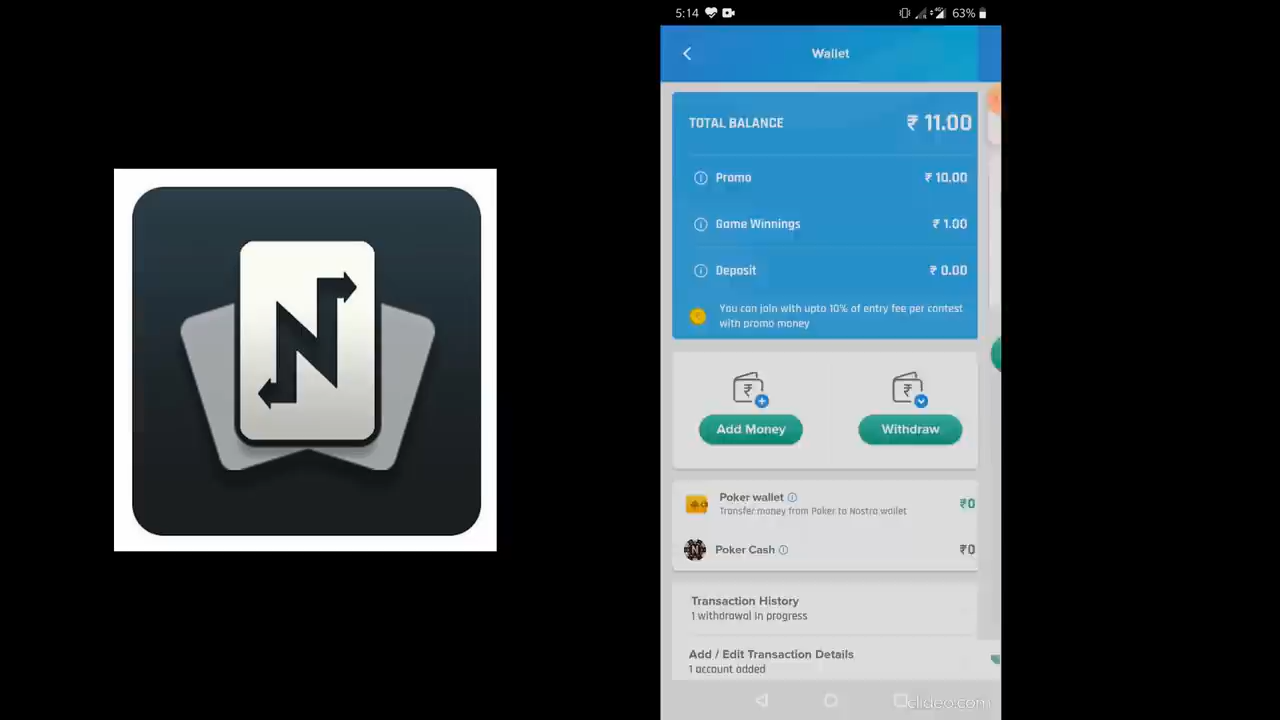 5:14
63%
Wallet
TOTAL BALANCE ₹ 11.00
Promo ₹ 10.00
Game Winnings ₹ 1.00
Deposit ₹ 0.00
You can join with upto 10% of entry fee per contest
with promo money
Add Money Withdraw
Poker wallet ₹0
Transfer money from Poker to Nostra wallet
Poker Cash ₹0
Transaction History
1 withdrawal in progress
Add / Edit Transaction Details
1 account added
clideo.com
N